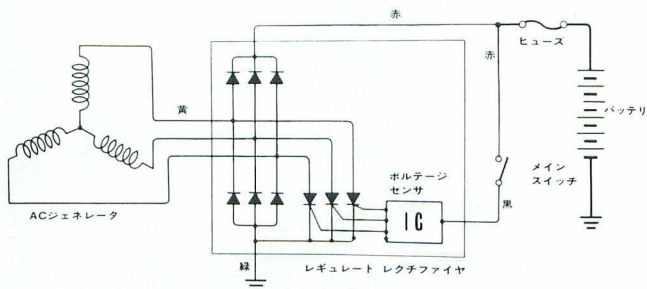 赤
ヒューズ
赤
バッテリ
黄
ボルテージ
センサ
メイン
スイッチ
IC
黒
ACジェネレータ
緑
レギュレート レクチファイヤ